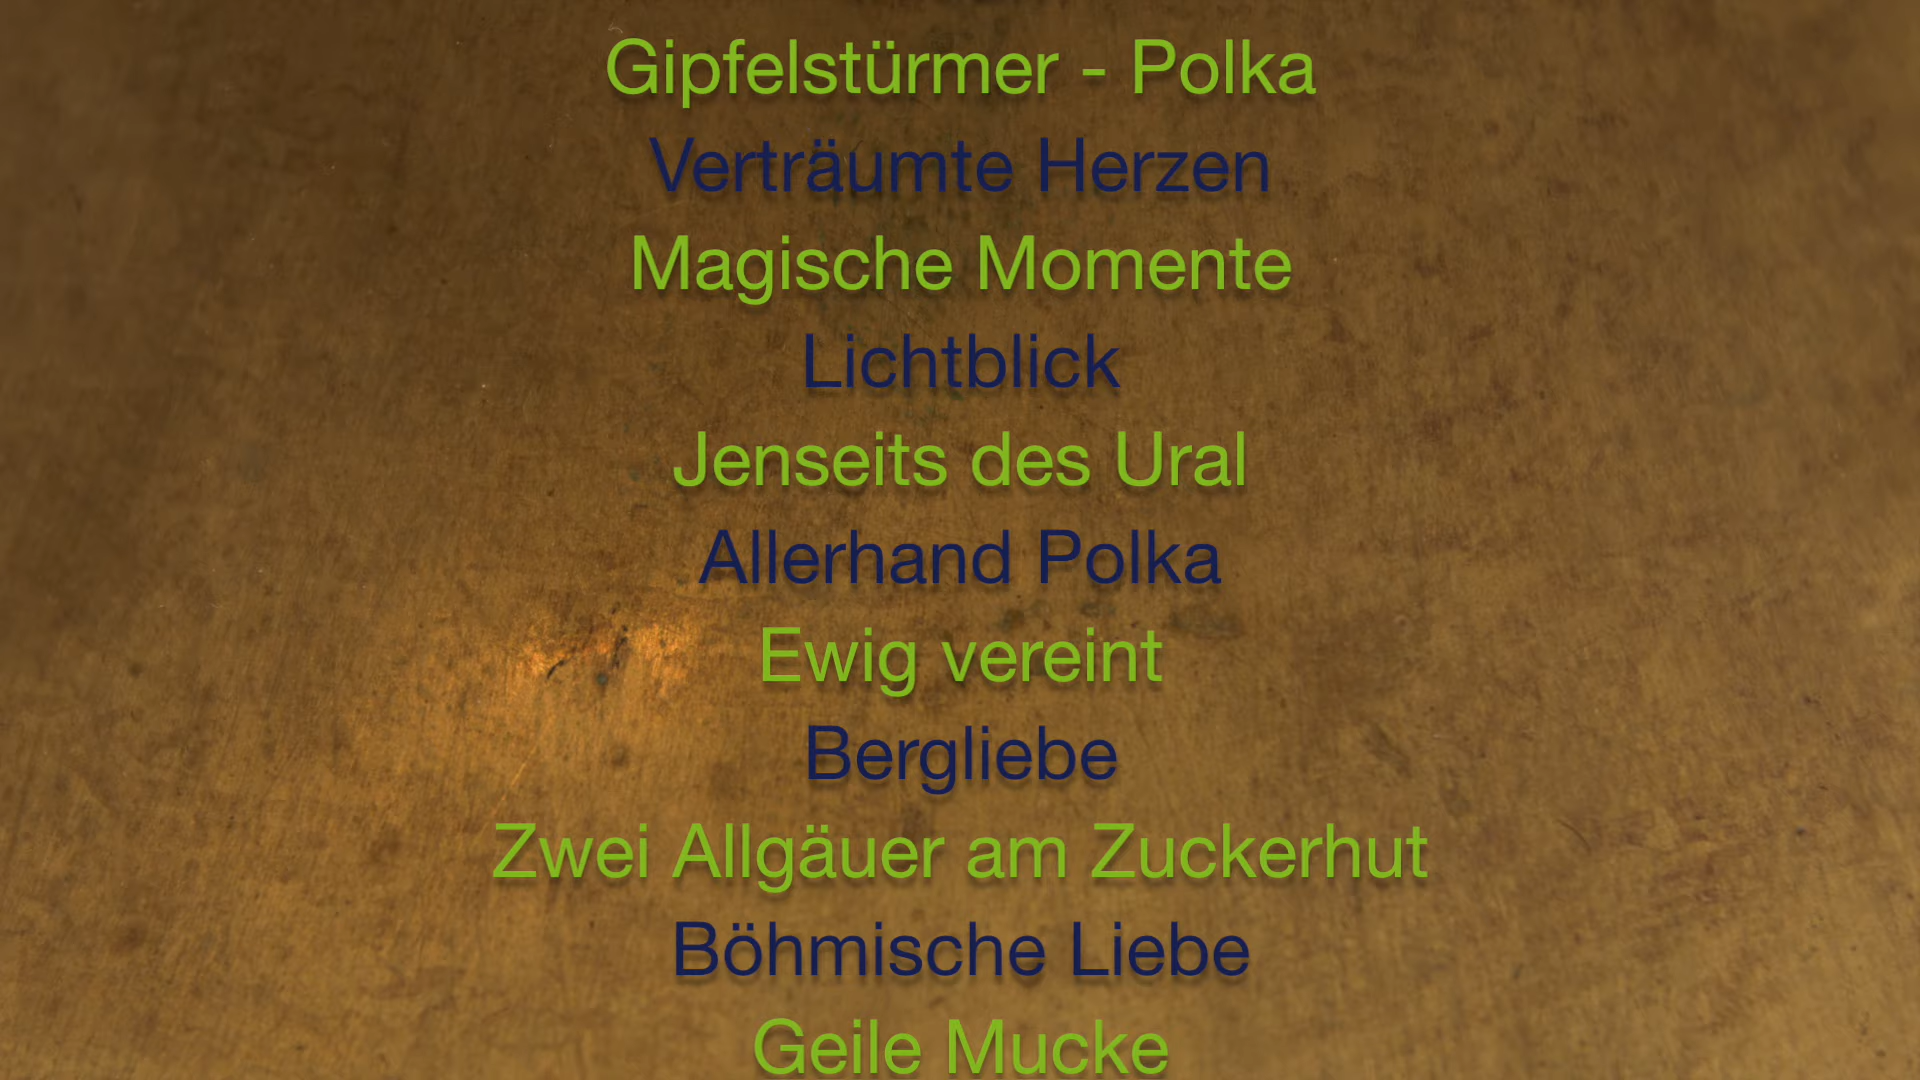 Gipfelstürmer - Polka
Verträumte Herzen
Magische Momente
Lichtblick
Jenseits des Ural
Allerhand Polka
Ewig vereint
Bergliebe
Zwei Allgäuer am Zuckerhut
Böhmische Liebe
Geile Mucke